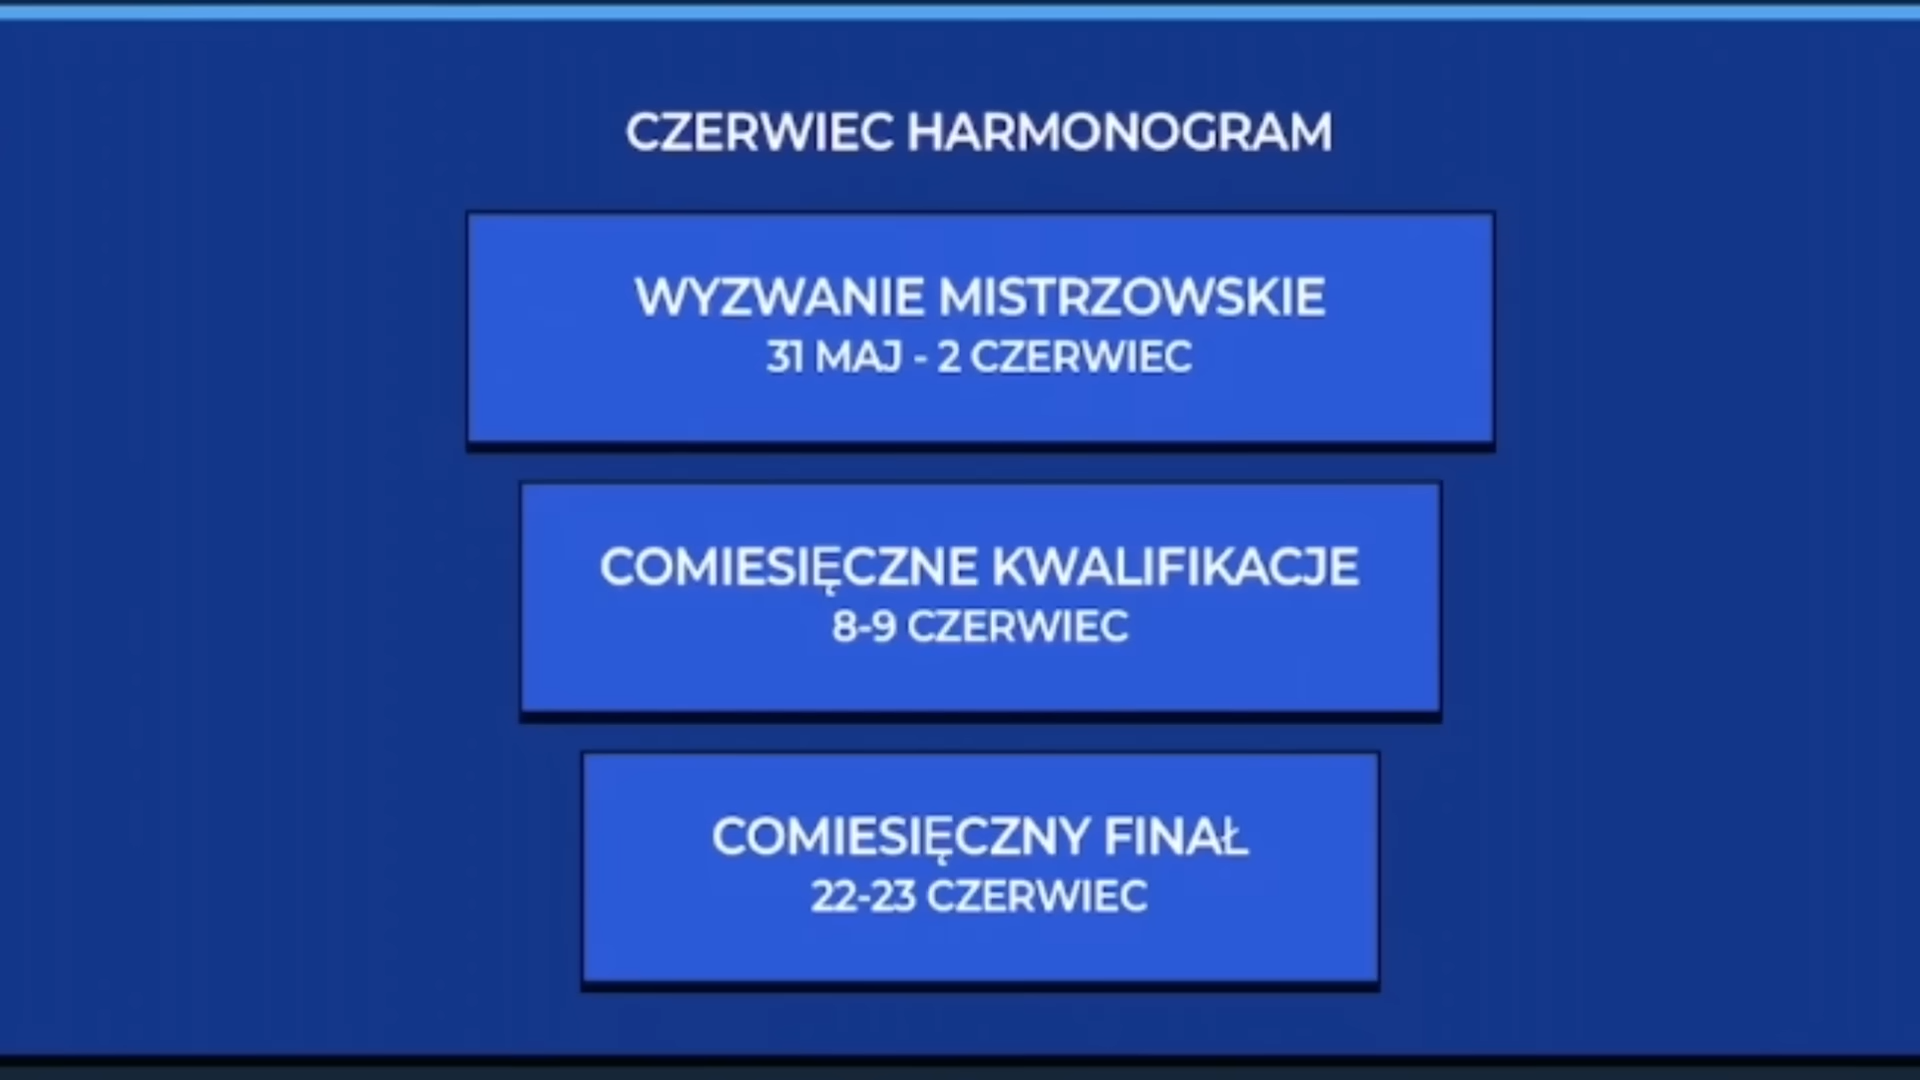 CZERWIEC HARMONOGRAM
WYZWANIE MISTRZOWSKIE
31 MAJ - 2 CZERWIEC
COMIESIĘCZNE KWALIFIKACJE
8-9 CZERWIEC
COMIESIĘCZNY FINAŁ
22-23 CZERWIEC